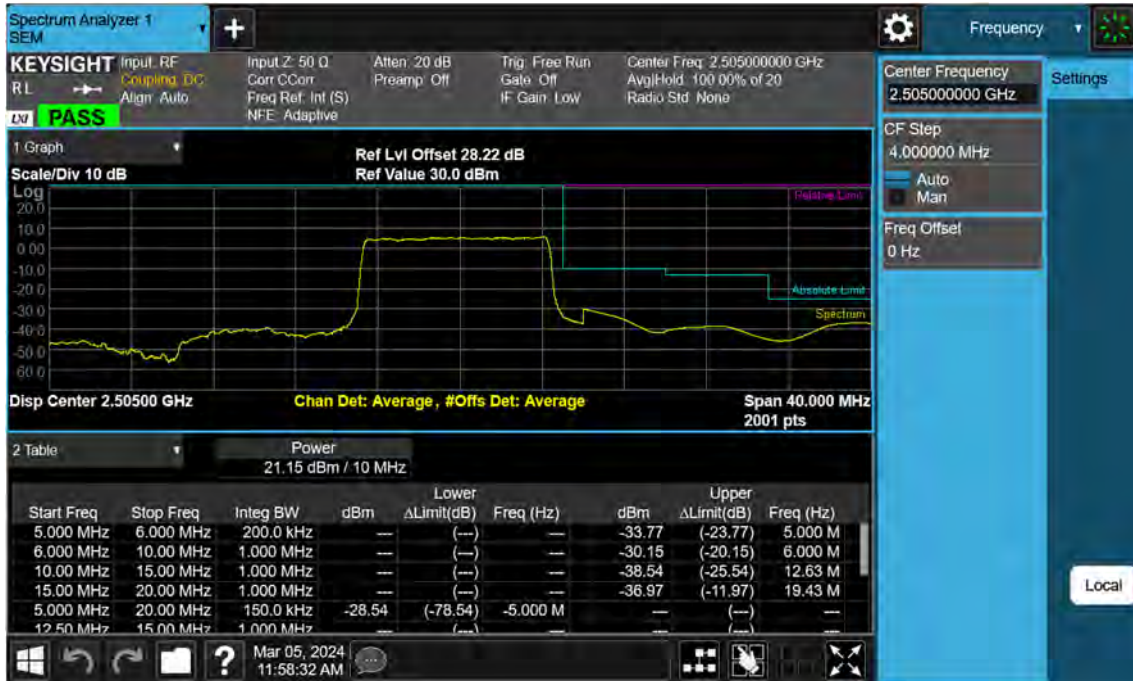 Spectrum Analyzer 1
SEM
+
Frequency
KEYSIGHT Input: RF Input Z: 50 Ω Atten: 20 dB Trig: Free Run Center Freq: 2.505000000 GHz
RL Coupling: DC Corr CCorr Preamp: Off Gate: Off Avg|Hold: 100.00% of 20
Align: Auto Freq Ref: Int (S) IF Gain: Low Radio Std: None
LXI PASS NFE: Adaptive
1 Graph
Scale/Div 10 dB
Ref Lvl Offset 28.22 dB
Ref Value 30.0 dBm
Log
20.0
10.0
0.00
-10.0
-20.0
-30.0
-40.0
-50.0
-60.0
Relative Limit
Absolute Limit
Spectrum
Disp Center 2.50500 GHz Chan Det: Average, #Offs Det: Average Span 40.000 MHz
2001 pts
2 Table
Power
21.15 dBm / 10 MHz
Lower Upper
Start Freq Stop Freq Integ BW dBm ΔLimit(dB) Freq (Hz) dBm ΔLimit(dB) Freq (Hz)
5.000 MHz 6.000 MHz 200.0 kHz --- (---) --- -33.77 (-23.77) 5.000 M
6.000 MHz 10.00 MHz 1.000 MHz --- (---) --- -30.15 (-20.15) 6.000 M
10.00 MHz 15.00 MHz 1.000 MHz --- (---) --- -38.54 (-25.54) 12.63 M
15.00 MHz 20.00 MHz 1.000 MHz --- (---) --- -36.97 (-11.97) 19.43 M
5.000 MHz 20.00 MHz 150.0 kHz -28.54 (-78.54) -5.000 M --- (---) ---
12.50 MHz 15.00 MHz 1.000 MHz --- (---) --- --- (---) ---
?
Mar 05, 2024
11:58:32 AM
Center Frequency
2.505000000 GHz
CF Step
4.000000 MHz
Auto
Man
Freq Offset
0 Hz
Settings
Local